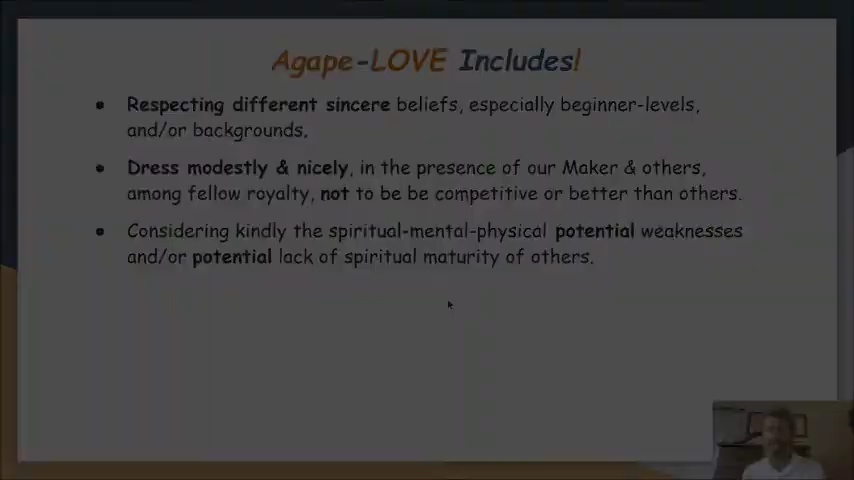 Agape-LOVE Includes!
● Respecting different sincere beliefs, especially beginner-levels,
and/or backgrounds.
● Dress modestly & nicely, in the presence of our Maker & others,
among fellow royalty, not to be be competitive or better than others.
● Considering kindly the spiritual-mental-physical potential weaknesses
and/or potential lack of spiritual maturity of others.